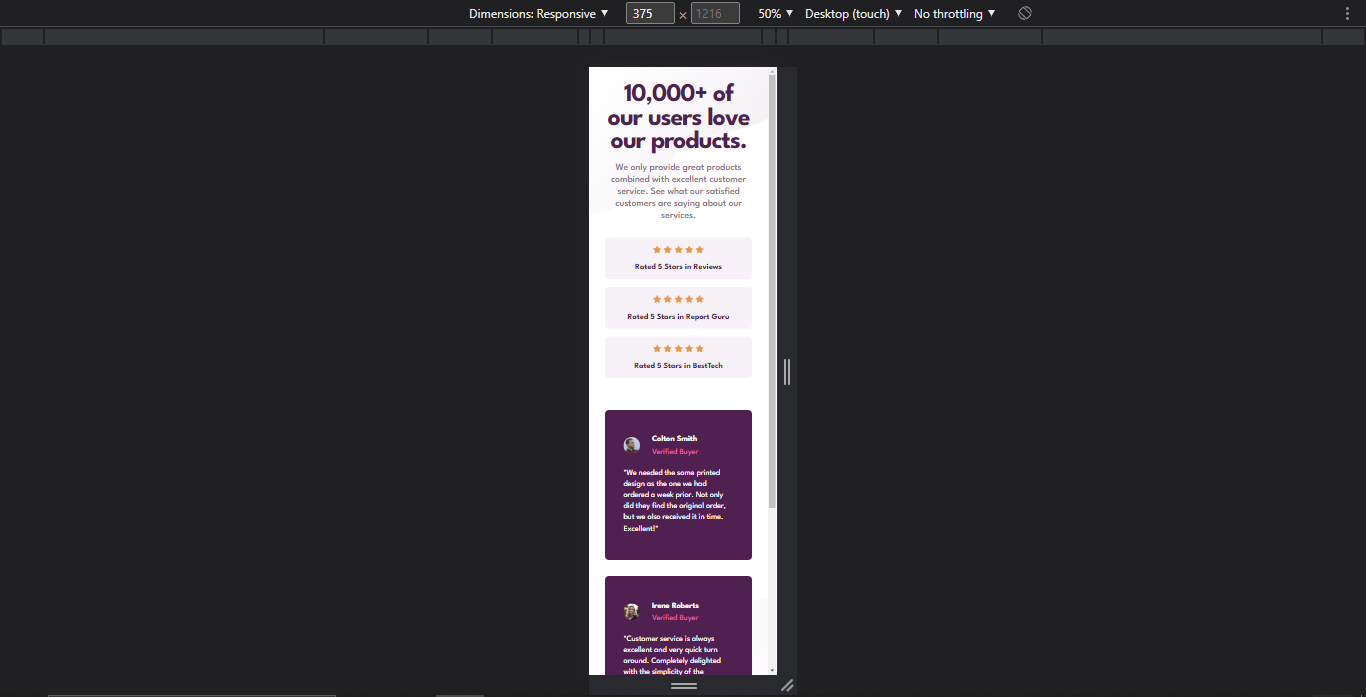 Dimensions: Responsive ▼ 375 × 1216 50% ▼ Desktop (touch) ▼ No throttling ▼
10,000+ of
our users love
our products.
We only provide great products
combined with excellent customer
service. See what our satisfied
customers are saying about our
services.
Rated 5 Stars in Reviews
Rated 5 Stars in Report Guru
Rated 5 Stars in BestTech
Colton Smith
Verified Buyer
"We needed the same printed
design as the one we had
ordered a week prior. Not only
did they find the original order,
but we also received it in time.
Excellent!"
Irene Roberts
Verified Buyer
"Customer service is always
excellent and very quick turn
around. Completely delighted
with the simplicity of the